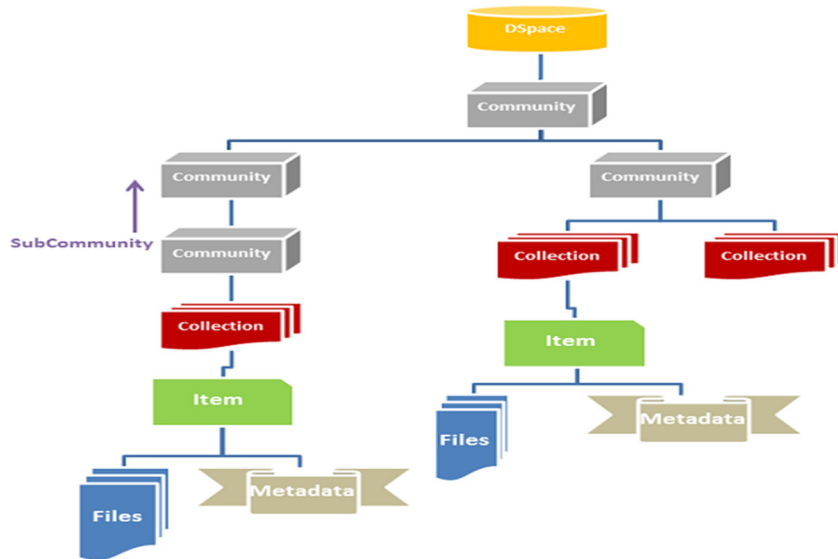 DSpace
Community
Community
Community
SubCommunity
Community
Collection
Collection
Collection
Item
Item
Files
Metadata
Files
Metadata